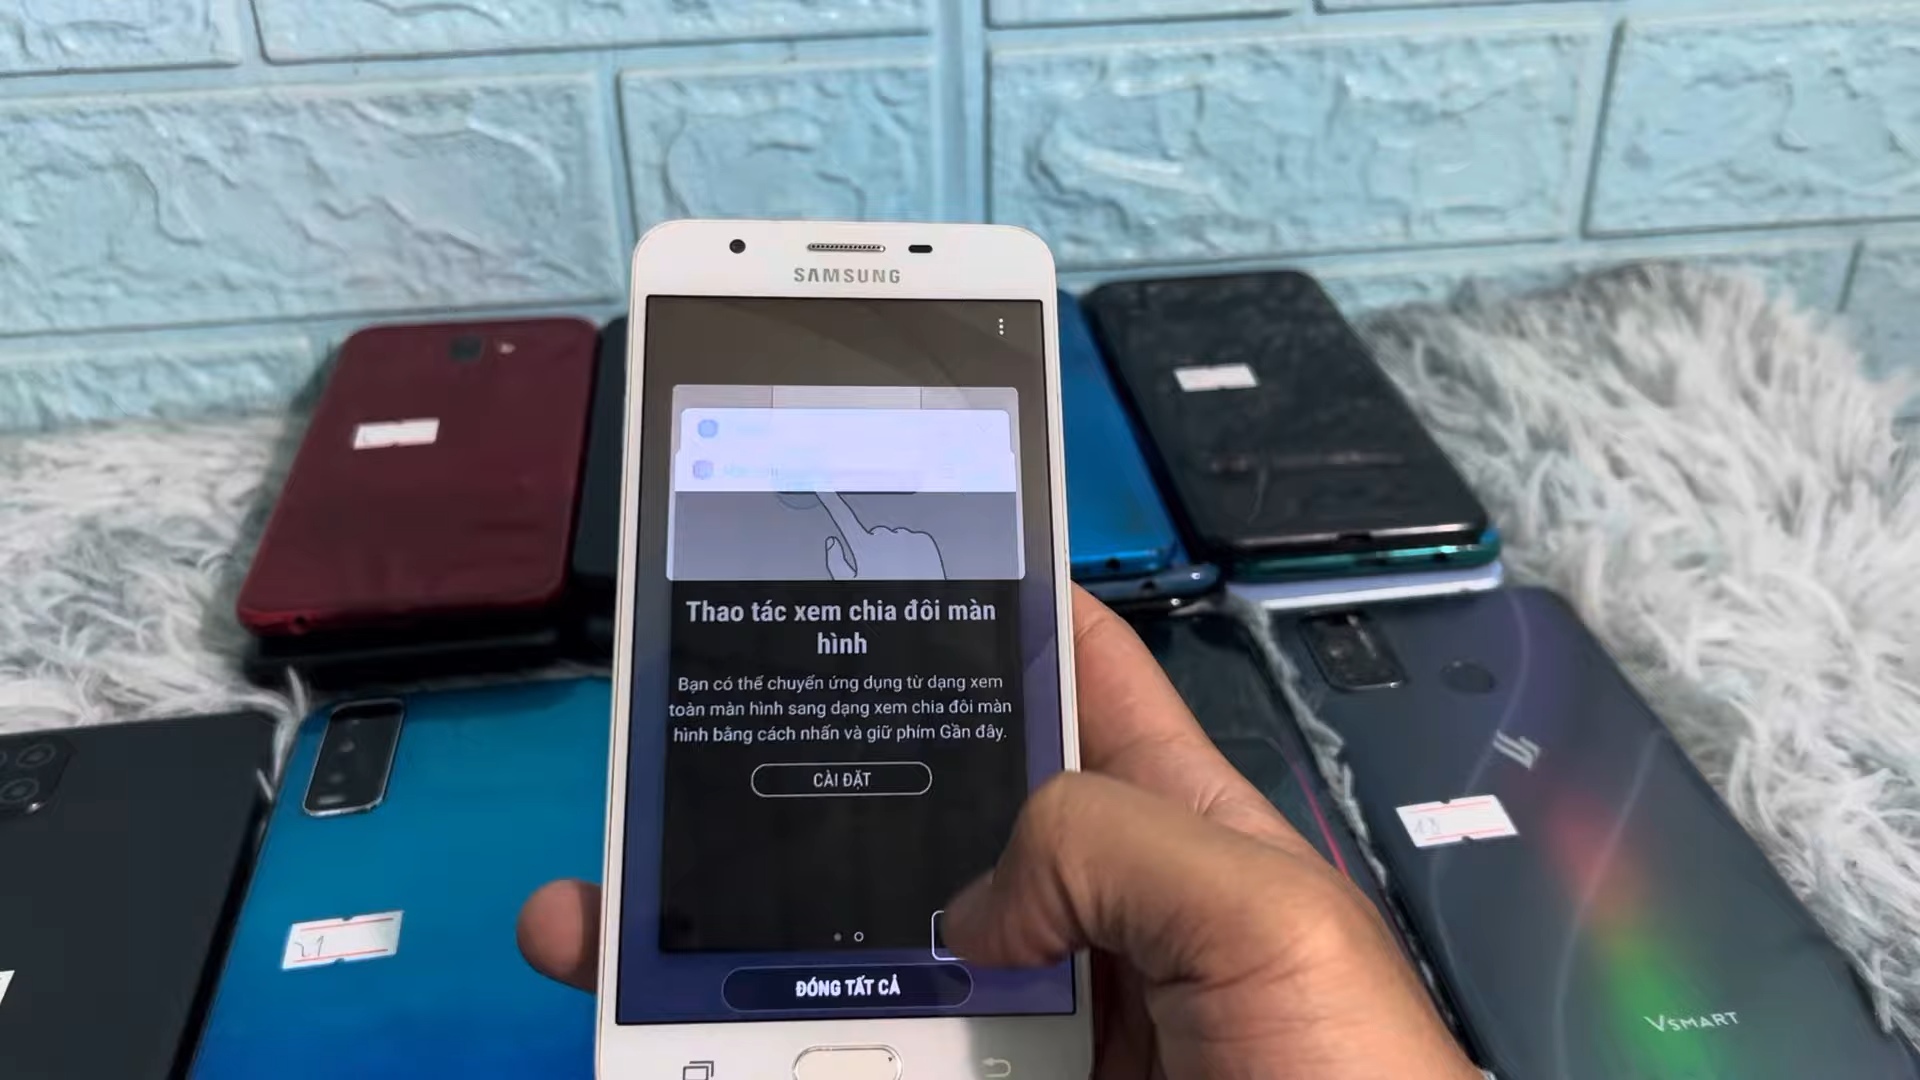 SAMSUNG
Thao tác xem chia đôi màn
hình
Bạn có thể chuyển ứng dụng từ dạng xem
toàn màn hình sang dạng xem chia đôi màn
hình bằng cách nhấn và giữ phím Gần đây.
CÀI ĐẶT
ĐÓNG TẤT CẢ
21
VSMART